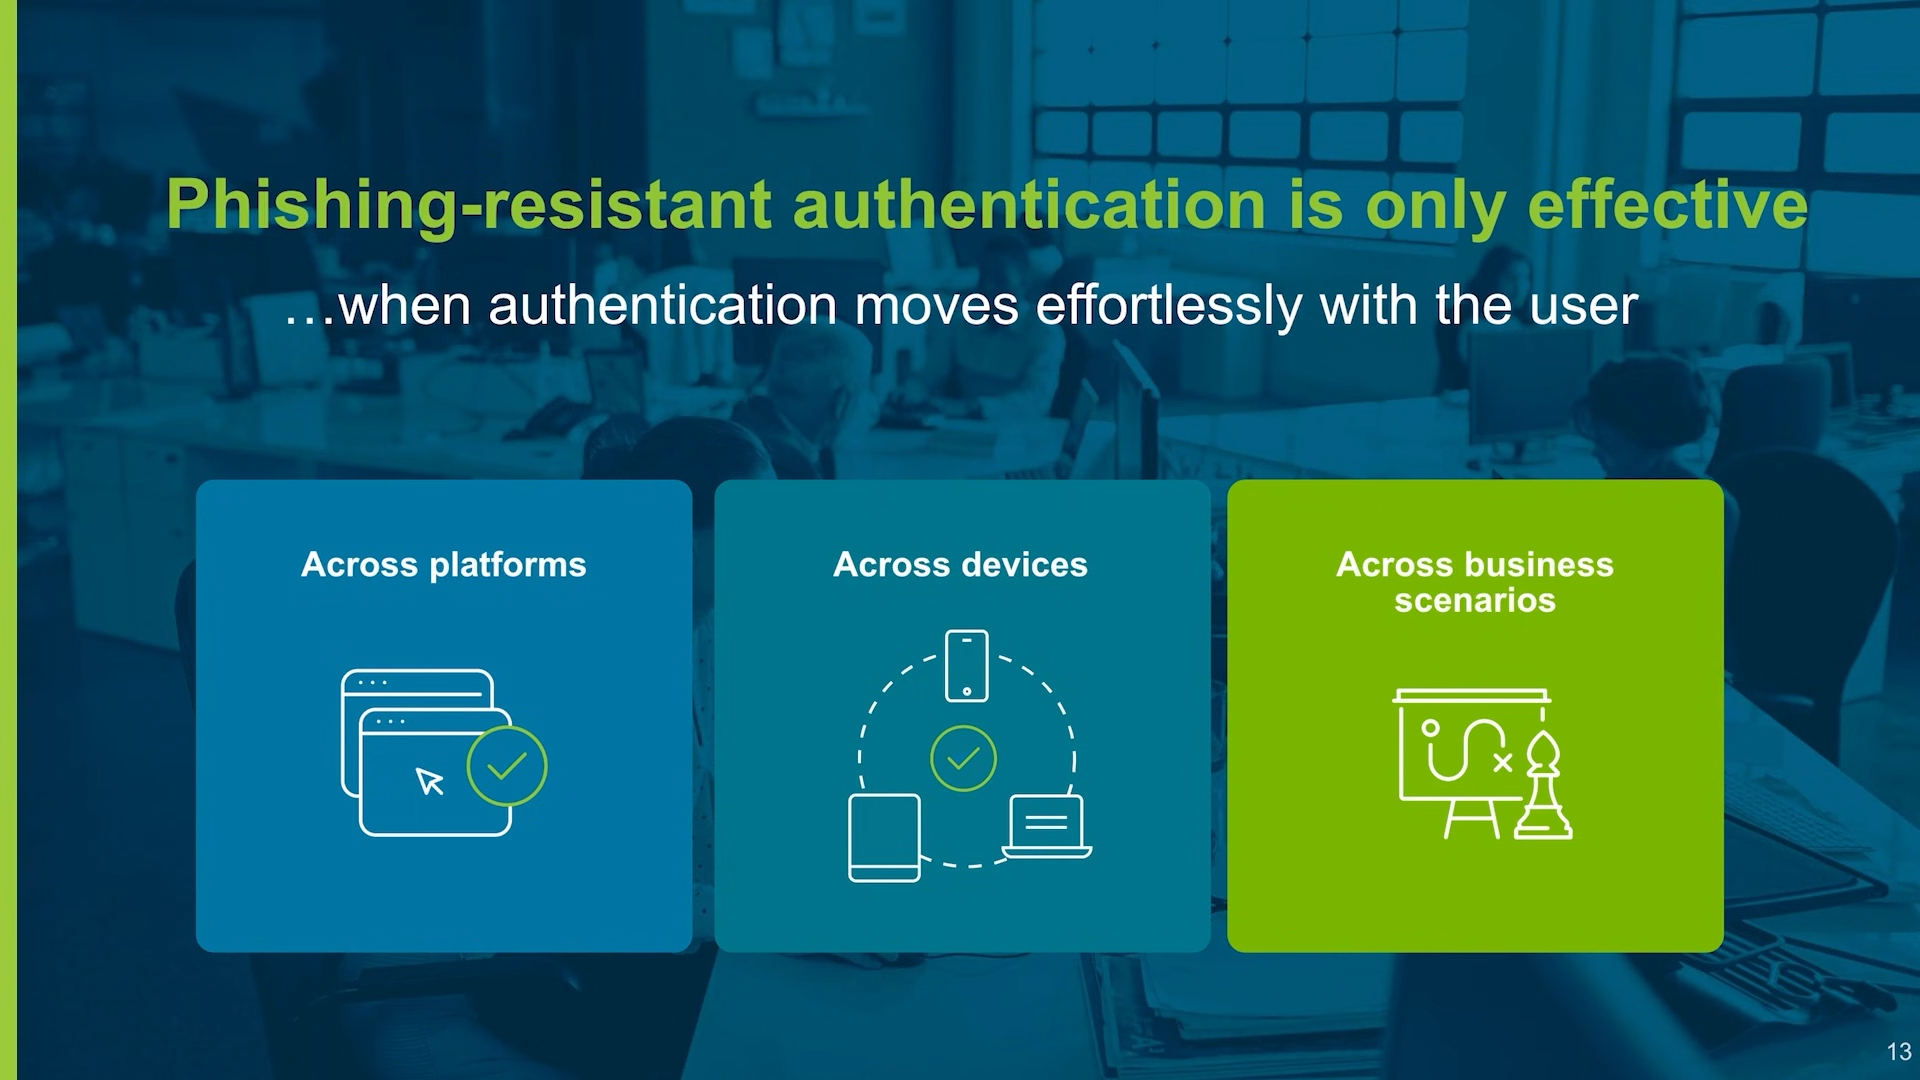 Phishing-resistant authentication is only effective
…when authentication moves effortlessly with the user
Across platforms
Across devices
Across business
scenarios
13